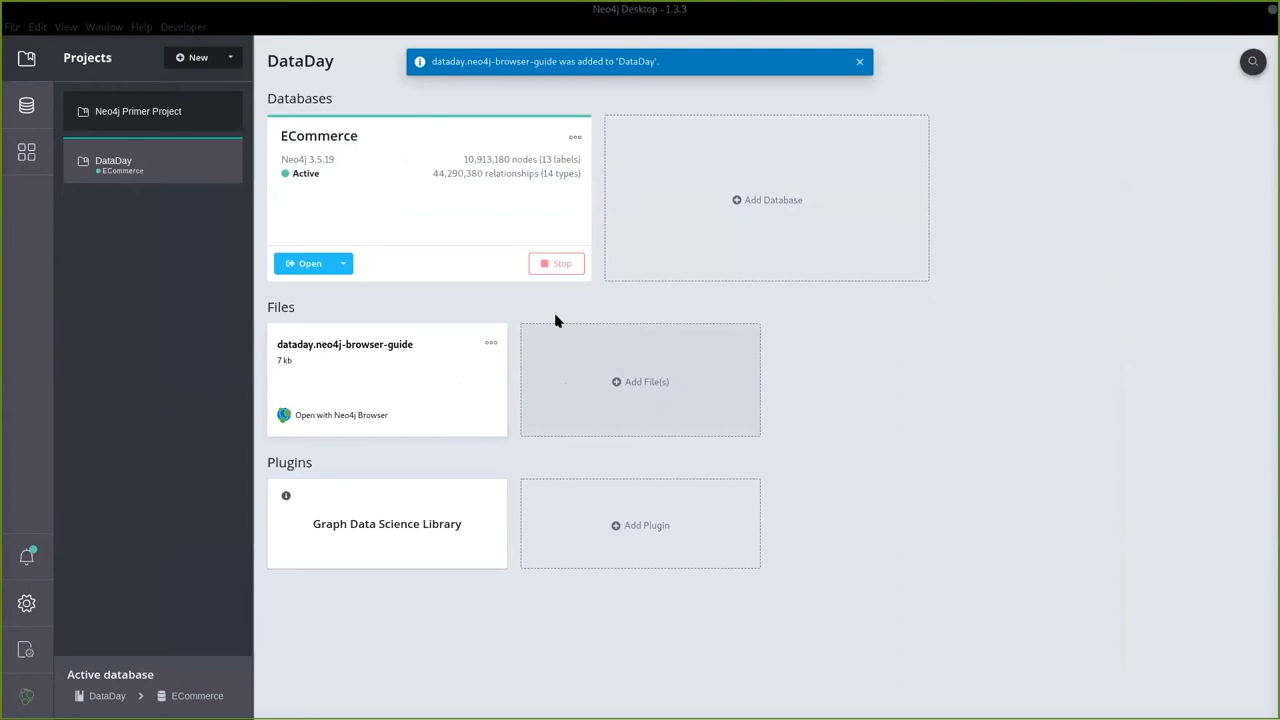 Neo4j Desktop - 1.3.3
File Edit View Window Help Developer
Projects
New
Neo4j Primer Project
DataDay
ECommerce
Active database
DataDay > ECommerce
DataDay
dataday.neo4j-browser-guide was added to 'DataDay'.
Databases
ECommerce
Neo4j 3.5.19
10,913,180 nodes (13 labels)
Active
44,290,380 relationships (14 types)
Open
Stop
Add Database
Files
dataday.neo4j-browser-guide
7 kb
Open with Neo4j Browser
Add File(s)
Plugins
Graph Data Science Library
Add Plugin